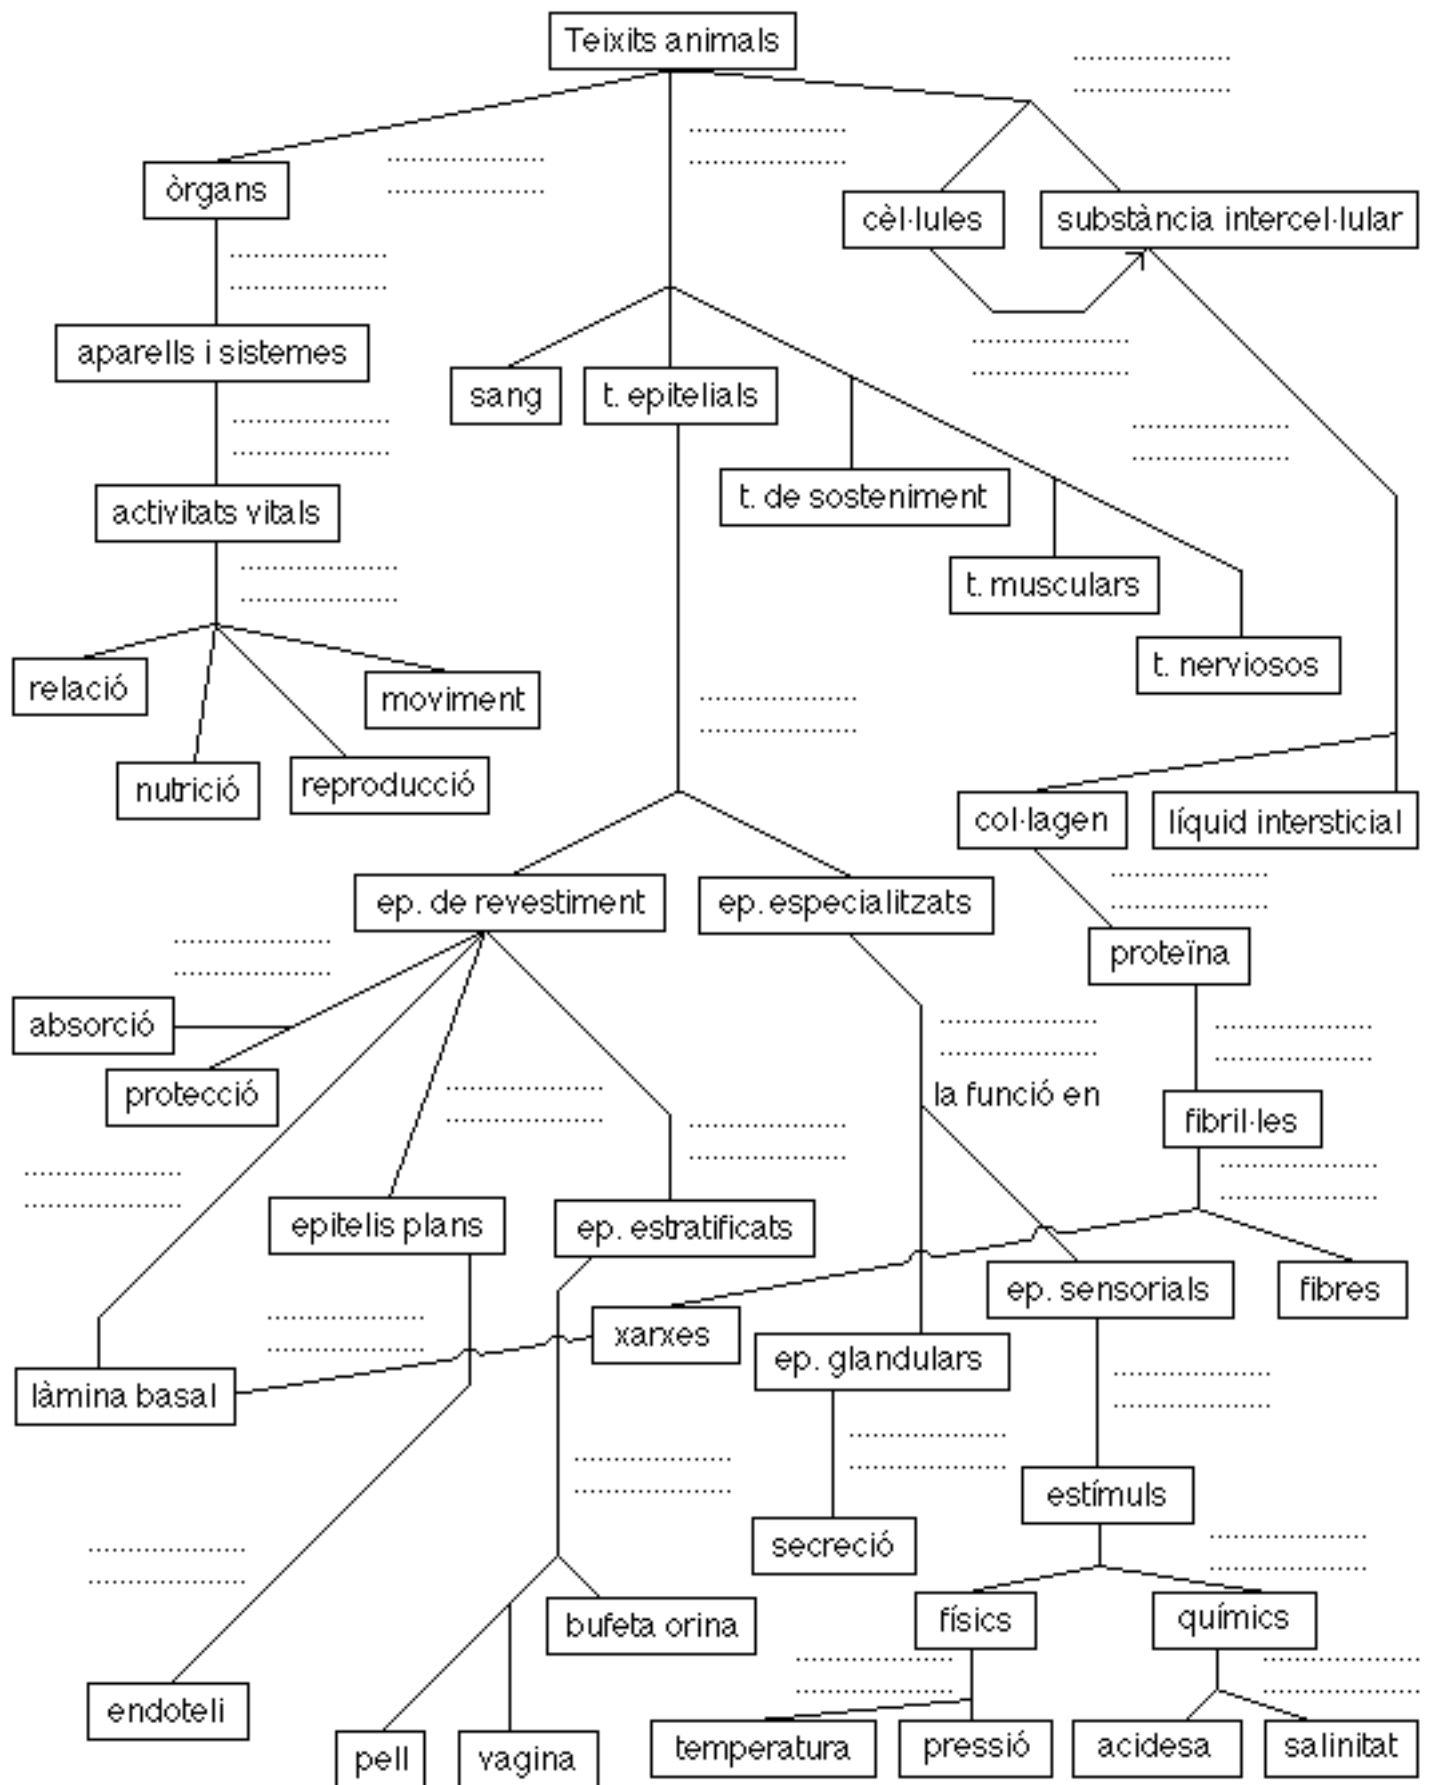 Teixits animals
òrgans
cèl·lules
substància intercel·lular
aparells i sistemes
sang
t. epitelials
t. de sosteniment
activitats vitals
t. musculars
t. nerviosos
relació
moviment
nutrició
reproducció
col·lagen
líquid intersticial
ep. de revestiment
ep. especialitzats
proteïna
absorció
protecció
la funció en
fibril·les
epitelis plans
ep. estratificats
ep. sensorials
fibres
xarxes
ep. glandulars
làmina basal
estímuls
secreció
bufeta orina
físics
químics
endoteli
pell
vagina
temperatura
pressió
acidesa
salinitat